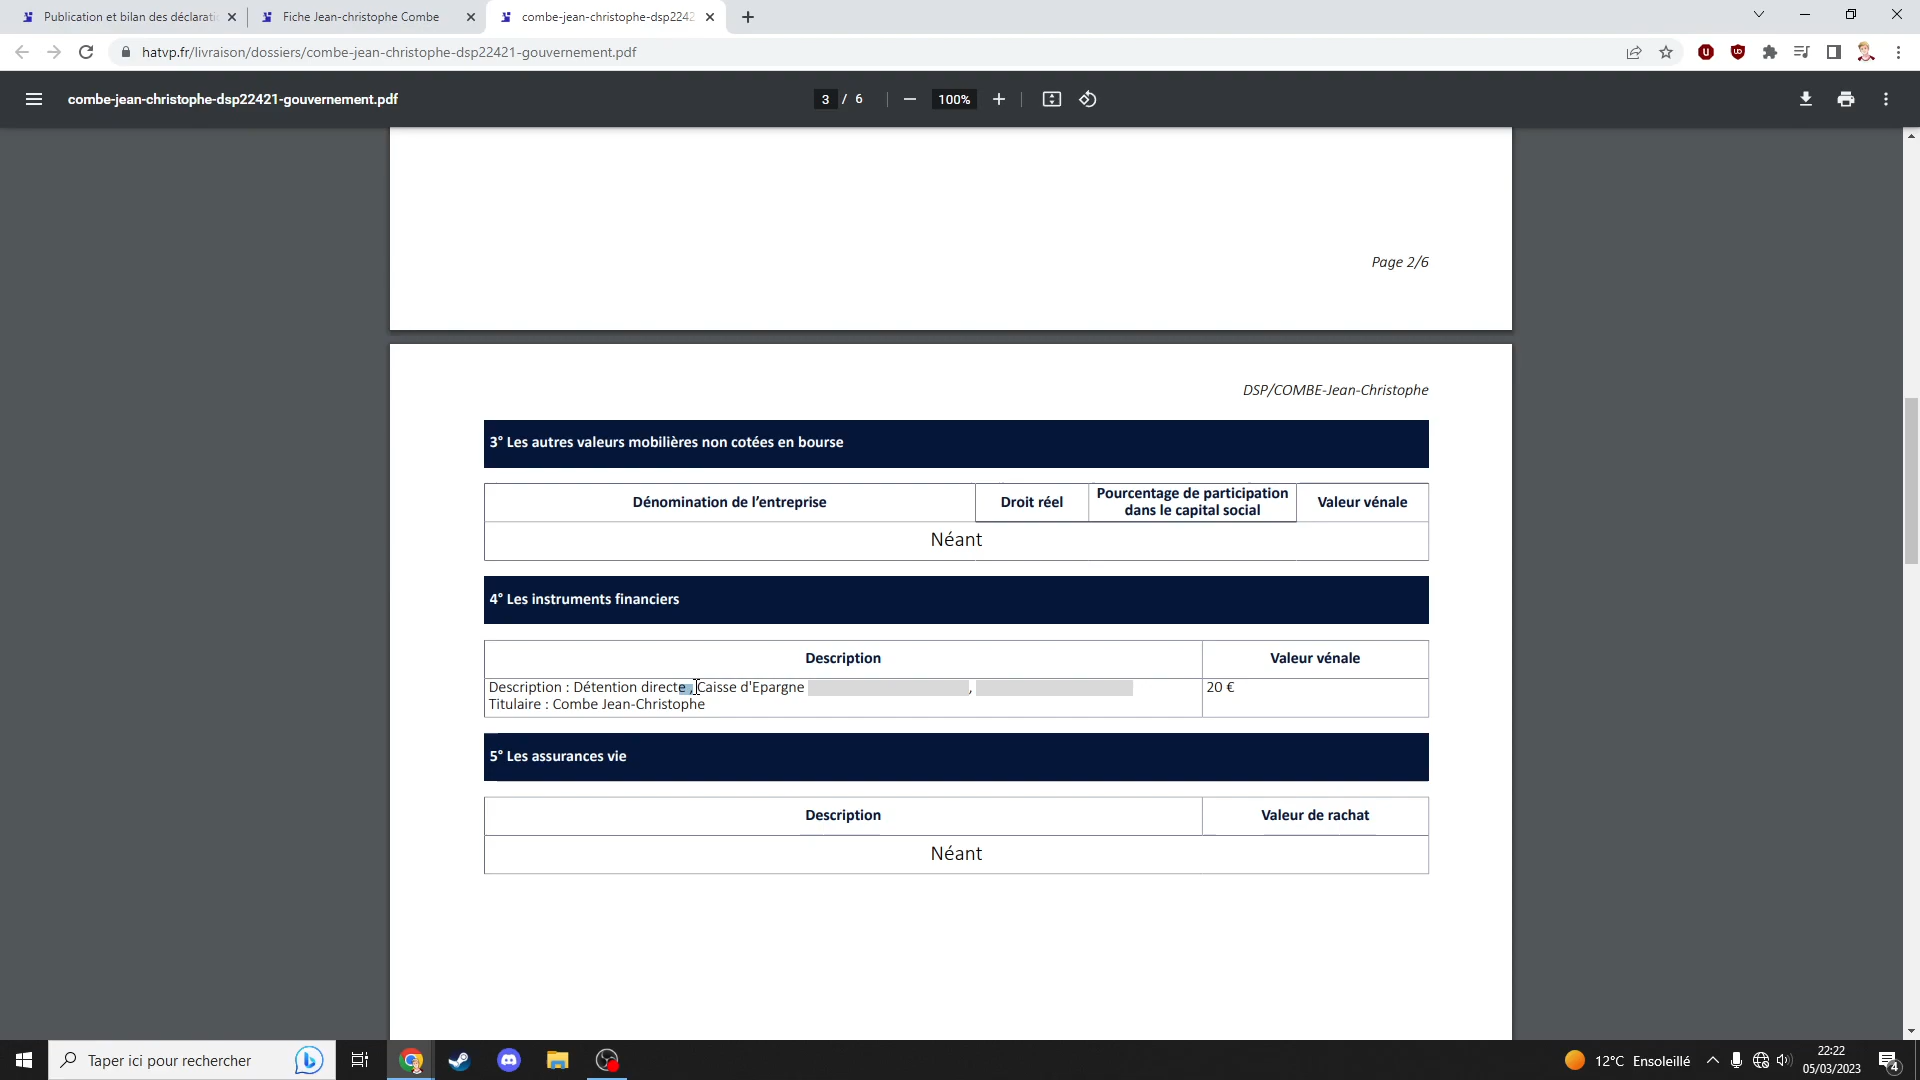 Publication et bilan des déclarati
Fiche Jean-christophe Combe
combe-jean-christophe-dsp2242
hatvp.fr/livraison/dossiers/combe-jean-christophe-dsp22421-gouvernement.pdf
combe-jean-christophe-dsp22421-gouvernement.pdf
3 / 6
100%
Page 2/6
DSP/COMBE-Jean-Christophe
3° Les autres valeurs mobilières non cotées en bourse
Dénomination de l’entreprise Droit réel Pourcentage de participation dans le capital social Valeur vénale
Néant
4° Les instruments financiers
Description Valeur vénale
Description : Détention directe , Caisse d'Epargne , 20 €
Titulaire : Combe Jean-Christophe
5° Les assurances vie
Description Valeur de rachat
Néant
Taper ici pour rechercher
12°C Ensoleillé
22:22
05/03/2023
4